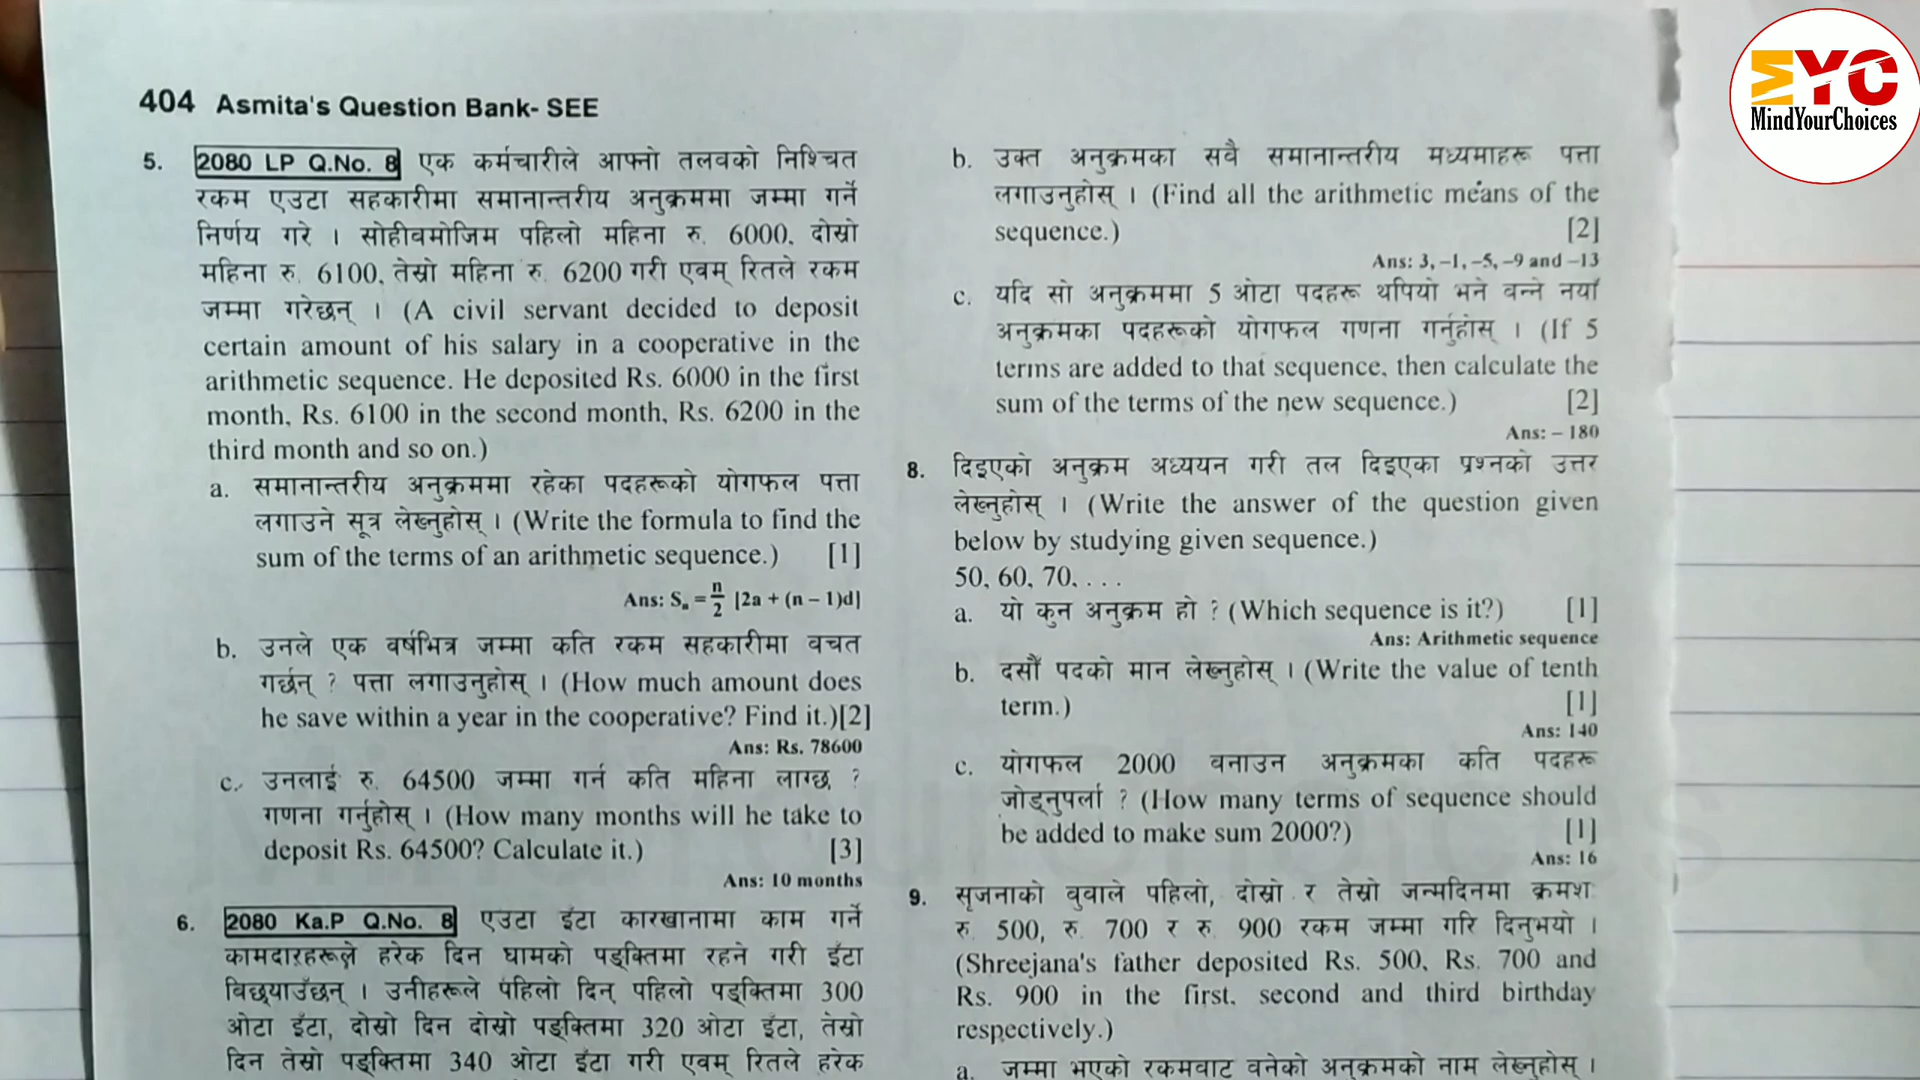 404 Asmita's Question Bank- SEE
5. 2080 LP Q.No. 8 एक कर्मचारीले आफ्नो तलवको निश्चित
रकम एउटा सहकारीमा समानान्तरीय अनुक्रममा जम्मा गर्ने
निर्णय गरे । सोहीबमोजिम पहिलो महिना रु. 6000, दोस्रो
महिना रु. 6100, तेस्रो महिना रु. 6200 गरी एवम् रितले रकम
जम्मा गरेछन् । (A civil servant decided to deposit
certain amount of his salary in a cooperative in the
arithmetic sequence. He deposited Rs. 6000 in the first
month, Rs. 6100 in the second month, Rs. 6200 in the
third month and so on.)
a. समानान्तरीय अनुक्रममा रहेका पदहरूको योगफल पत्ता
लगाउने सूत्र लेख्नुहोस् । (Write the formula to find the
sum of the terms of an arithmetic sequence.) [1]
Ans: Sₙ = n/2 [2a + (n – 1)d]
b. उनले एक वर्षभित्र जम्मा कति रकम सहकारीमा वचत
गर्छन् ? पत्ता लगाउनुहोस् । (How much amount does
he save within a year in the cooperative? Find it.)[2]
Ans: Rs. 78600
c. उनलाई रु. 64500 जम्मा गर्न कति महिना लाग्छ ?
गणना गर्नुहोस् । (How many months will he take to
deposit Rs. 64500? Calculate it.) [3]
Ans: 10 months
6. 2080 Ka.P Q.No. 8 एउटा इँटा कारखानामा काम गर्ने
कामदारहरूले हरेक दिन घामको पङ्क्तिमा रहने गरी इँटा
बिछ्याउँछन् । उनीहरूले पहिलो दिन पहिलो पङ्क्तिमा 300
ओटा इँटा, दोस्रो दिन दोस्रो पङ्क्तिमा 320 ओटा इँटा, तेस्रो
दिन तेस्रो पङ्क्तिमा 340 ओटा इँटा गरी एवम् रितले हरेक
b. उक्त अनुक्रमका सवै समानान्तरीय मध्यमाहरू पत्ता
लगाउनुहोस् । (Find all the arithmetic means of the
sequence.) [2]
Ans: 3, –1, –5, –9 and –13
c. यदि सो अनुक्रममा 5 ओटा पदहरू थपियो भने वन्ने नयाँ
अनुक्रमका पदहरूको योगफल गणना गर्नुहोस् । (If 5
terms are added to that sequence, then calculate the
sum of the terms of the new sequence.) [2]
Ans: – 180
8. दिइएको अनुक्रम अध्ययन गरी तल दिइएका प्रश्नको उत्तर
लेख्नुहोस् । (Write the answer of the question given
below by studying given sequence.)
50, 60, 70, . . .
a. यो कुन अनुक्रम हो ? (Which sequence is it?) [1]
Ans: Arithmetic sequence
b. दसौँ पदको मान लेख्नुहोस् । (Write the value of tenth
term.) [1]
Ans: 140
c. योगफल 2000 वनाउन अनुक्रमका कति पदहरू
जोड्नुपर्ला ? (How many terms of sequence should
be added to make sum 2000?) [1]
Ans: 16
9. सृजनाको वुवाले पहिलो, दोस्रो र तेस्रो जन्मदिनमा क्रमश
रु. 500, रु. 700 र रु. 900 रकम जम्मा गरि दिनुभयो ।
(Shreejana's father deposited Rs. 500, Rs. 700 and
Rs. 900 in the first, second and third birthday
respectively.)
a. जम्मा भएको रकमवाट वनेको अनुक्रमको नाम लेख्नुहोस् ।
MYC
MindYourChoices